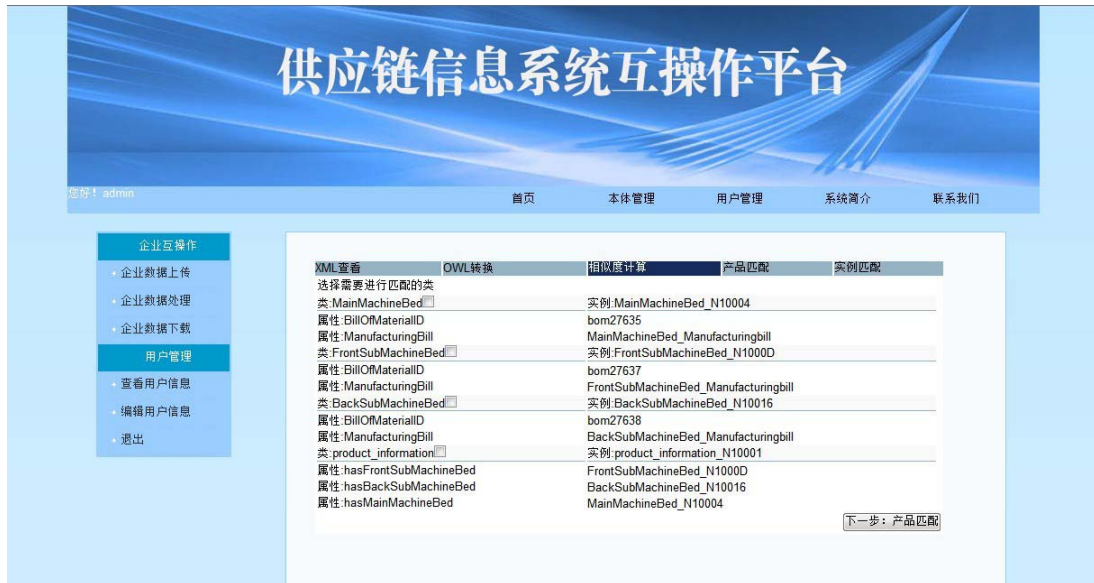 供应链信息系统互操作平台
您好！admin
首页 本体管理 用户管理 系统简介 联系我们
企业互操作
企业数据上传
企业数据处理
企业数据下载
用户管理
查看用户信息
编辑用户信息
退出
XML查看 OWL转换 相似度计算 产品匹配 实例匹配
选择需要进行匹配的类
类:MainMachineBed 实例:MainMachineBed_N10004
属性:BillOfMaterialID bom27635
属性:ManufacturingBill MainMachineBed_Manufacturingbill
类:FrontSubMachineBed 实例:FrontSubMachineBed_N1000D
属性:BillOfMaterialID bom27637
属性:ManufacturingBill FrontSubMachineBed_Manufacturingbill
类:BackSubMachineBed 实例:BackSubMachineBed_N10016
属性:BillOfMaterialID bom27638
属性:ManufacturingBill BackSubMachineBed_Manufacturingbill
类:product_information 实例:product_information_N10001
属性:hasFrontSubMachineBed FrontSubMachineBed_N1000D
属性:hasBackSubMachineBed BackSubMachineBed_N10016
属性:hasMainMachineBed MainMachineBed_N10004
下一步：产品匹配